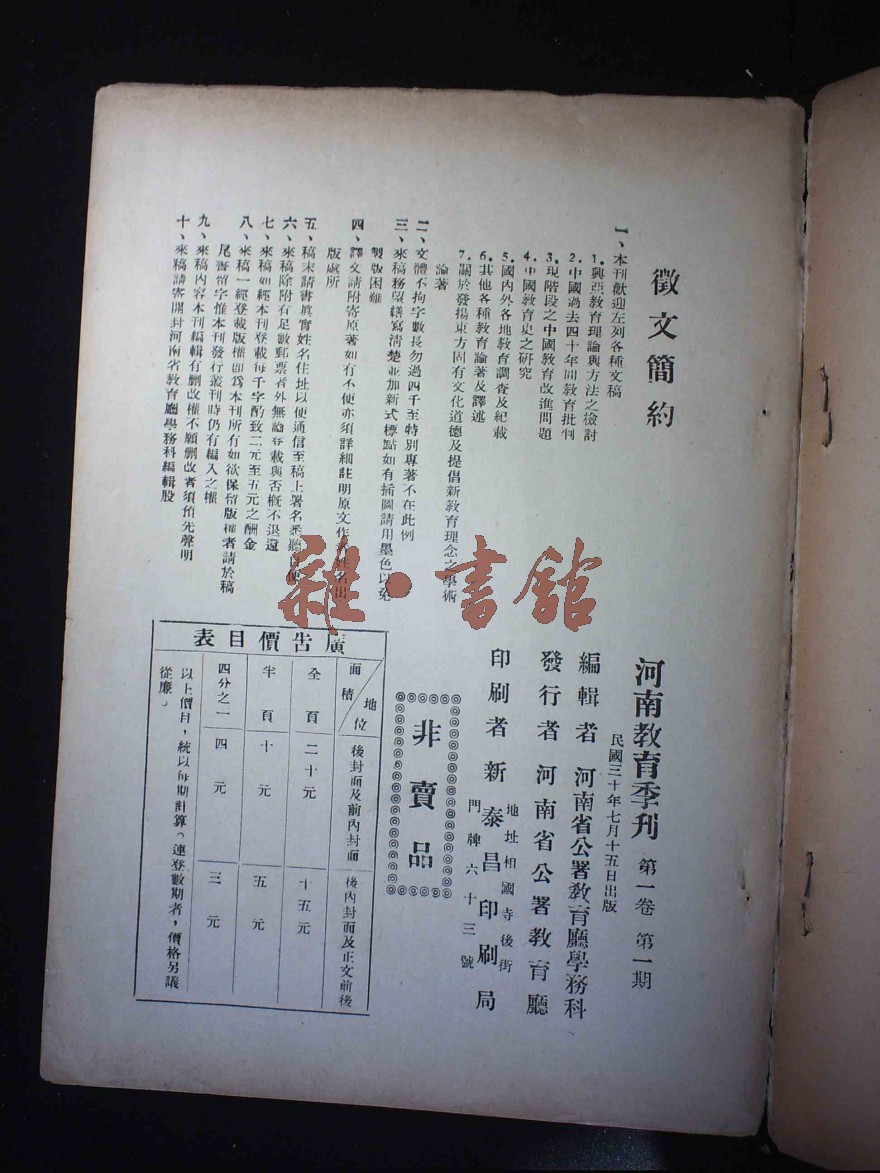 徵文簡約
一、本刊歡迎左列各種文稿
1.興亞教育理論與方法之檢討
2.中國過去四十年間教育批判
3.現階段之中國教育改進問題
4.中國教育史之研究
5.國內外各地教育調查及紀載
6.其他各種教育論著及譯述
7.關於發揚東方固有文化道德及提倡新教育理念之學術
論著
二、文體不拘字數長勿過四千至特別專著不在此例
三、來稿務望繕寫清楚並加新式標點如有插圖請用墨色以免
製版困難
四、譯文請附寄原著如有不便亦須詳細註明原文作者姓名出
版處所
五、稿末請書眞實姓名住址以便通信至稿上署名悉聽自便
六、來稿除附有足數郵票者外無論登載與否概不退還
七、來稿如經本刊登載每千字酌致二元至五元之酬金
八、來稿一經登載版權即爲本刊所有如欲保留版權者請於稿
尾書留字惟本刊發行叢刊時仍有編入之權
九、來稿內容本刊編輯有刪改權不願刪改者須預先聲明
十、來稿請寄開封河南省教育廳學務科編輯股
河南教育季刊 第一卷 第一期
民國三十年七月十五日出版
編輯者 河南省公署教育廳學務科
發行者 河南省公署教育廳
印刷者 新泰昌印刷局
地址相國寺後街
門牌六十三號
非賣品
廣告價目表
地位 面積 後封面及前內封面 後內封面及正文前後
全頁 二十元 十五元
半頁 十元 五元
四分之一 四元 三元
以上價目，統以每期計算。連登數期者，價格另議
從廉。
雜·書館